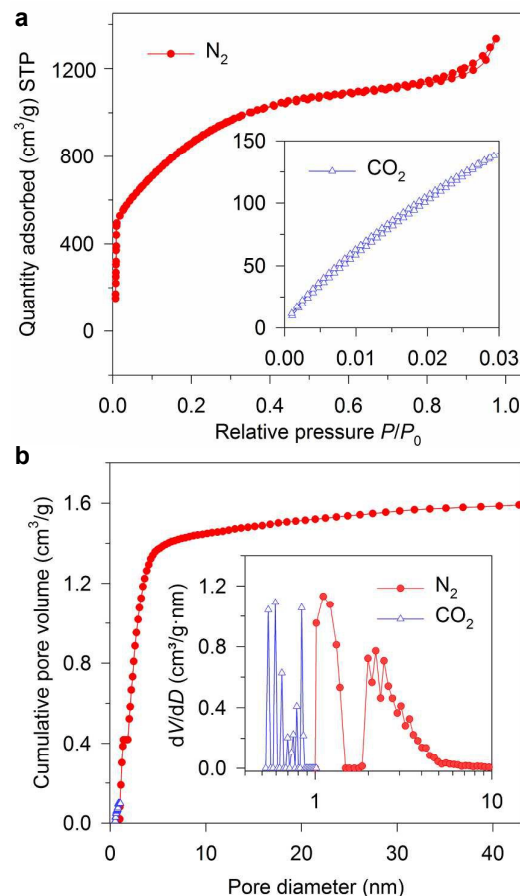 a
N₂
Quantity adsorbed (cm³/g) STP
1200
800
400
0
CO₂
150
100
50
0
0.00 0.01 0.02 0.03
0.0 0.2 0.4 0.6 0.8 1.0
Relative pressure P/P₀
b
Cumulative pore volume (cm³/g)
1.6
1.2
0.8
0.4
0.0
dV/dD (cm³/g·nm)
1.2
0.8
0.4
0.0
N₂
CO₂
1 10
0 10 20 30 40
Pore diameter (nm)